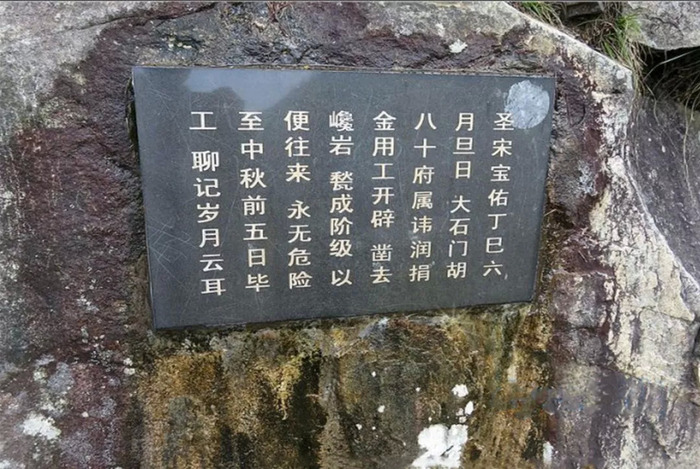 圣宋宝佑丁巳六
月旦日 大石门胡
八十府属讳润捐
金用工开辟 凿去
巉岩 甃成阶级 以
便往来 永无危险
至中秋前五日毕
工 聊记岁月云耳